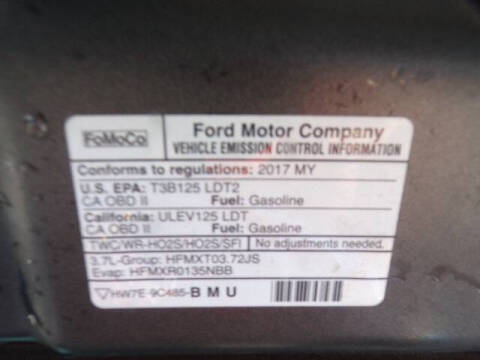 FoMoCo
Ford Motor Company
VEHICLE EMISSION CONTROL INFORMATION
Conforms to regulations: 2017 MY
U.S. EPA: T3B125 LDT2
CA OBD II Fuel: Gasoline
California: ULEV125 LDT
CA OBD II Fuel: Gasoline
TWC/WR-HO2S/HO2S/SFI No adjustments needed.
3.7L-Group: HFMXT03.72JS
Evap: HFMXR0135NBB
HW7E-9C485-BMU